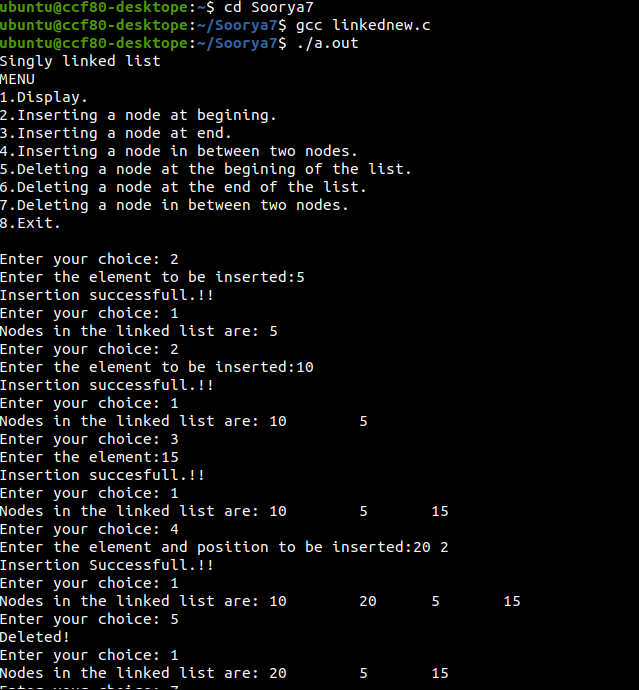 ubuntu@ccf80-desktope:~$ cd Soorya7
ubuntu@ccf80-desktope:~/Soorya7$ gcc linkednew.c
ubuntu@ccf80-desktope:~/Soorya7$ ./a.out
Singly linked list
MENU
1.Display.
2.Inserting a node at begining.
3.Inserting a node at end.
4.Inserting a node in between two nodes.
5.Deleting a node at the begining of the list.
6.Deleting a node at the end of the list.
7.Deleting a node in between two nodes.
8.Exit.
Enter your choice: 2
Enter the element to be inserted:5
Insertion successfull.!!
Enter your choice: 1
Nodes in the linked list are: 5
Enter your choice: 2
Enter the element to be inserted:10
Insertion successfull.!!
Enter your choice: 1
Nodes in the linked list are: 10 5
Enter your choice: 3
Enter the element:15
Insertion succesfull.!!
Enter your choice: 1
Nodes in the linked list are: 10 5 15
Enter your choice: 4
Enter the element and position to be inserted:20 2
Insertion Successfull.!!
Enter your choice: 1
Nodes in the linked list are: 10 20 5 15
Enter your choice: 5
Deleted!
Enter your choice: 1
Nodes in the linked list are: 20 5 15
Enter your choice: 7